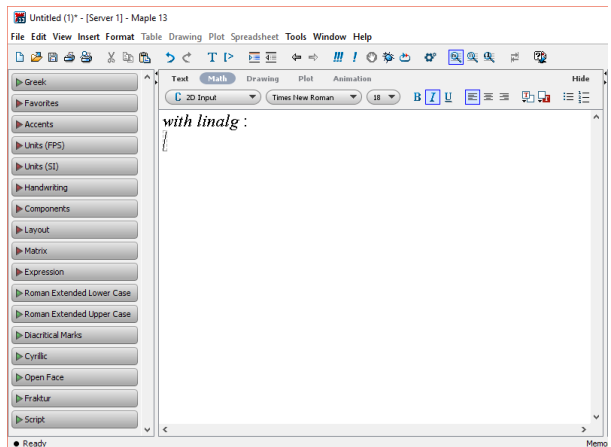 Untitled (1)* - [Server 1] - Maple 13
File Edit View Insert Format Table Drawing Plot Spreadsheet Tools Window Help
Text Math Drawing Plot Animation Hide
C 2D Input Times New Roman 18 B I U
Greek
Favorites
Accents
Units (FPS)
Units (SI)
Handwriting
Components
Layout
Matrix
Expression
Roman Extended Lower Case
Roman Extended Upper Case
Diacritical Marks
Cyrillic
Open Face
Fraktur
Script
with linalg :
Ready Memo